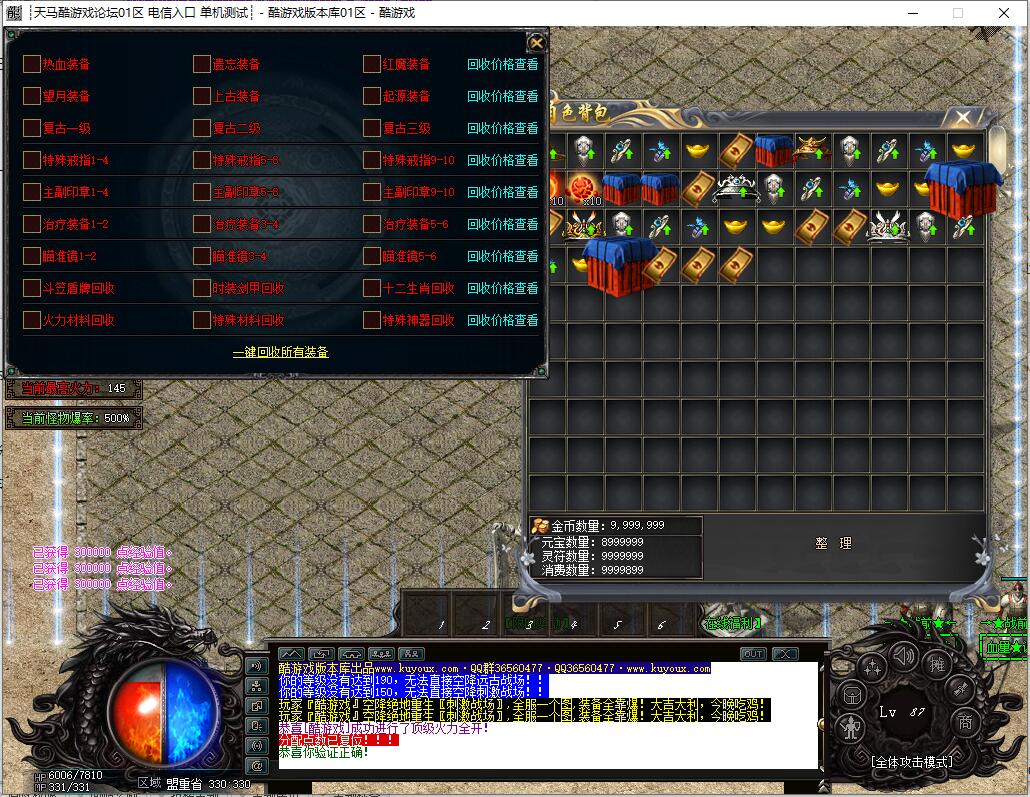 天马酷游戏论坛01区 电信入口 单机测试 - 酷游戏版本库01区 - 酷游戏
热血装备 遗忘装备 红魔装备 回收价格查看
望月装备 上古装备 起源装备 回收价格查看
复古一级 复古二级 复古三级 回收价格查看
特殊戒指1-4 特殊戒指5-8 特殊戒指9-10 回收价格查看
主副印章1-4 主副印章5-8 主副印章9-10 回收价格查看
治疗装备1-2 治疗装备3-4 治疗装备5-6 回收价格查看
瞄准镜1-2 瞄准镜3-4 瞄准镜5-6 回收价格查看
斗笠盾牌回收 时装剑甲回收 十二生肖回收 回收价格查看
火力材料回收 特殊材料回收 特殊神器回收 回收价格查看
一键回收所有装备
角色背包
x10
当前最高火力: 145
当前怪物爆率: 500%
金币数量: 9,999,999
元宝数量: 8999999
灵符数量: 9999999
消费数量: 9999899
整 理
已获得 300000 点经验值。
已获得 300000 点经验值。
已获得 300000 点经验值。
1 2 3 4 5 6
在线福利
血量★
OUT
酷游戏版本库出品www.kuyoux.com·QQ群36560477·QQ36560477·www.kuyoux.com
你的等级没有达到190，无法直接空降远古战场！！
你的等级没有达到150，无法直接空降刺激战场！！
玩家『酷游戏』空降绝地重生〖刺激战场〗,全服一个图,装备全靠爆！大吉大利，今晚吃鸡！
玩家『酷游戏』空降绝地重生〖刺激战场〗,全服一个图,装备全靠爆！大吉大利，今晚吃鸡！
恭喜[酷游戏]成功进行了顶级火力全开!
分配点数已复位！！！
恭喜你验证正确!
HP 6006/7810
MP 331/331
区域 盟重省 330:330
摊
商
Lv 87
[全体攻击模式]